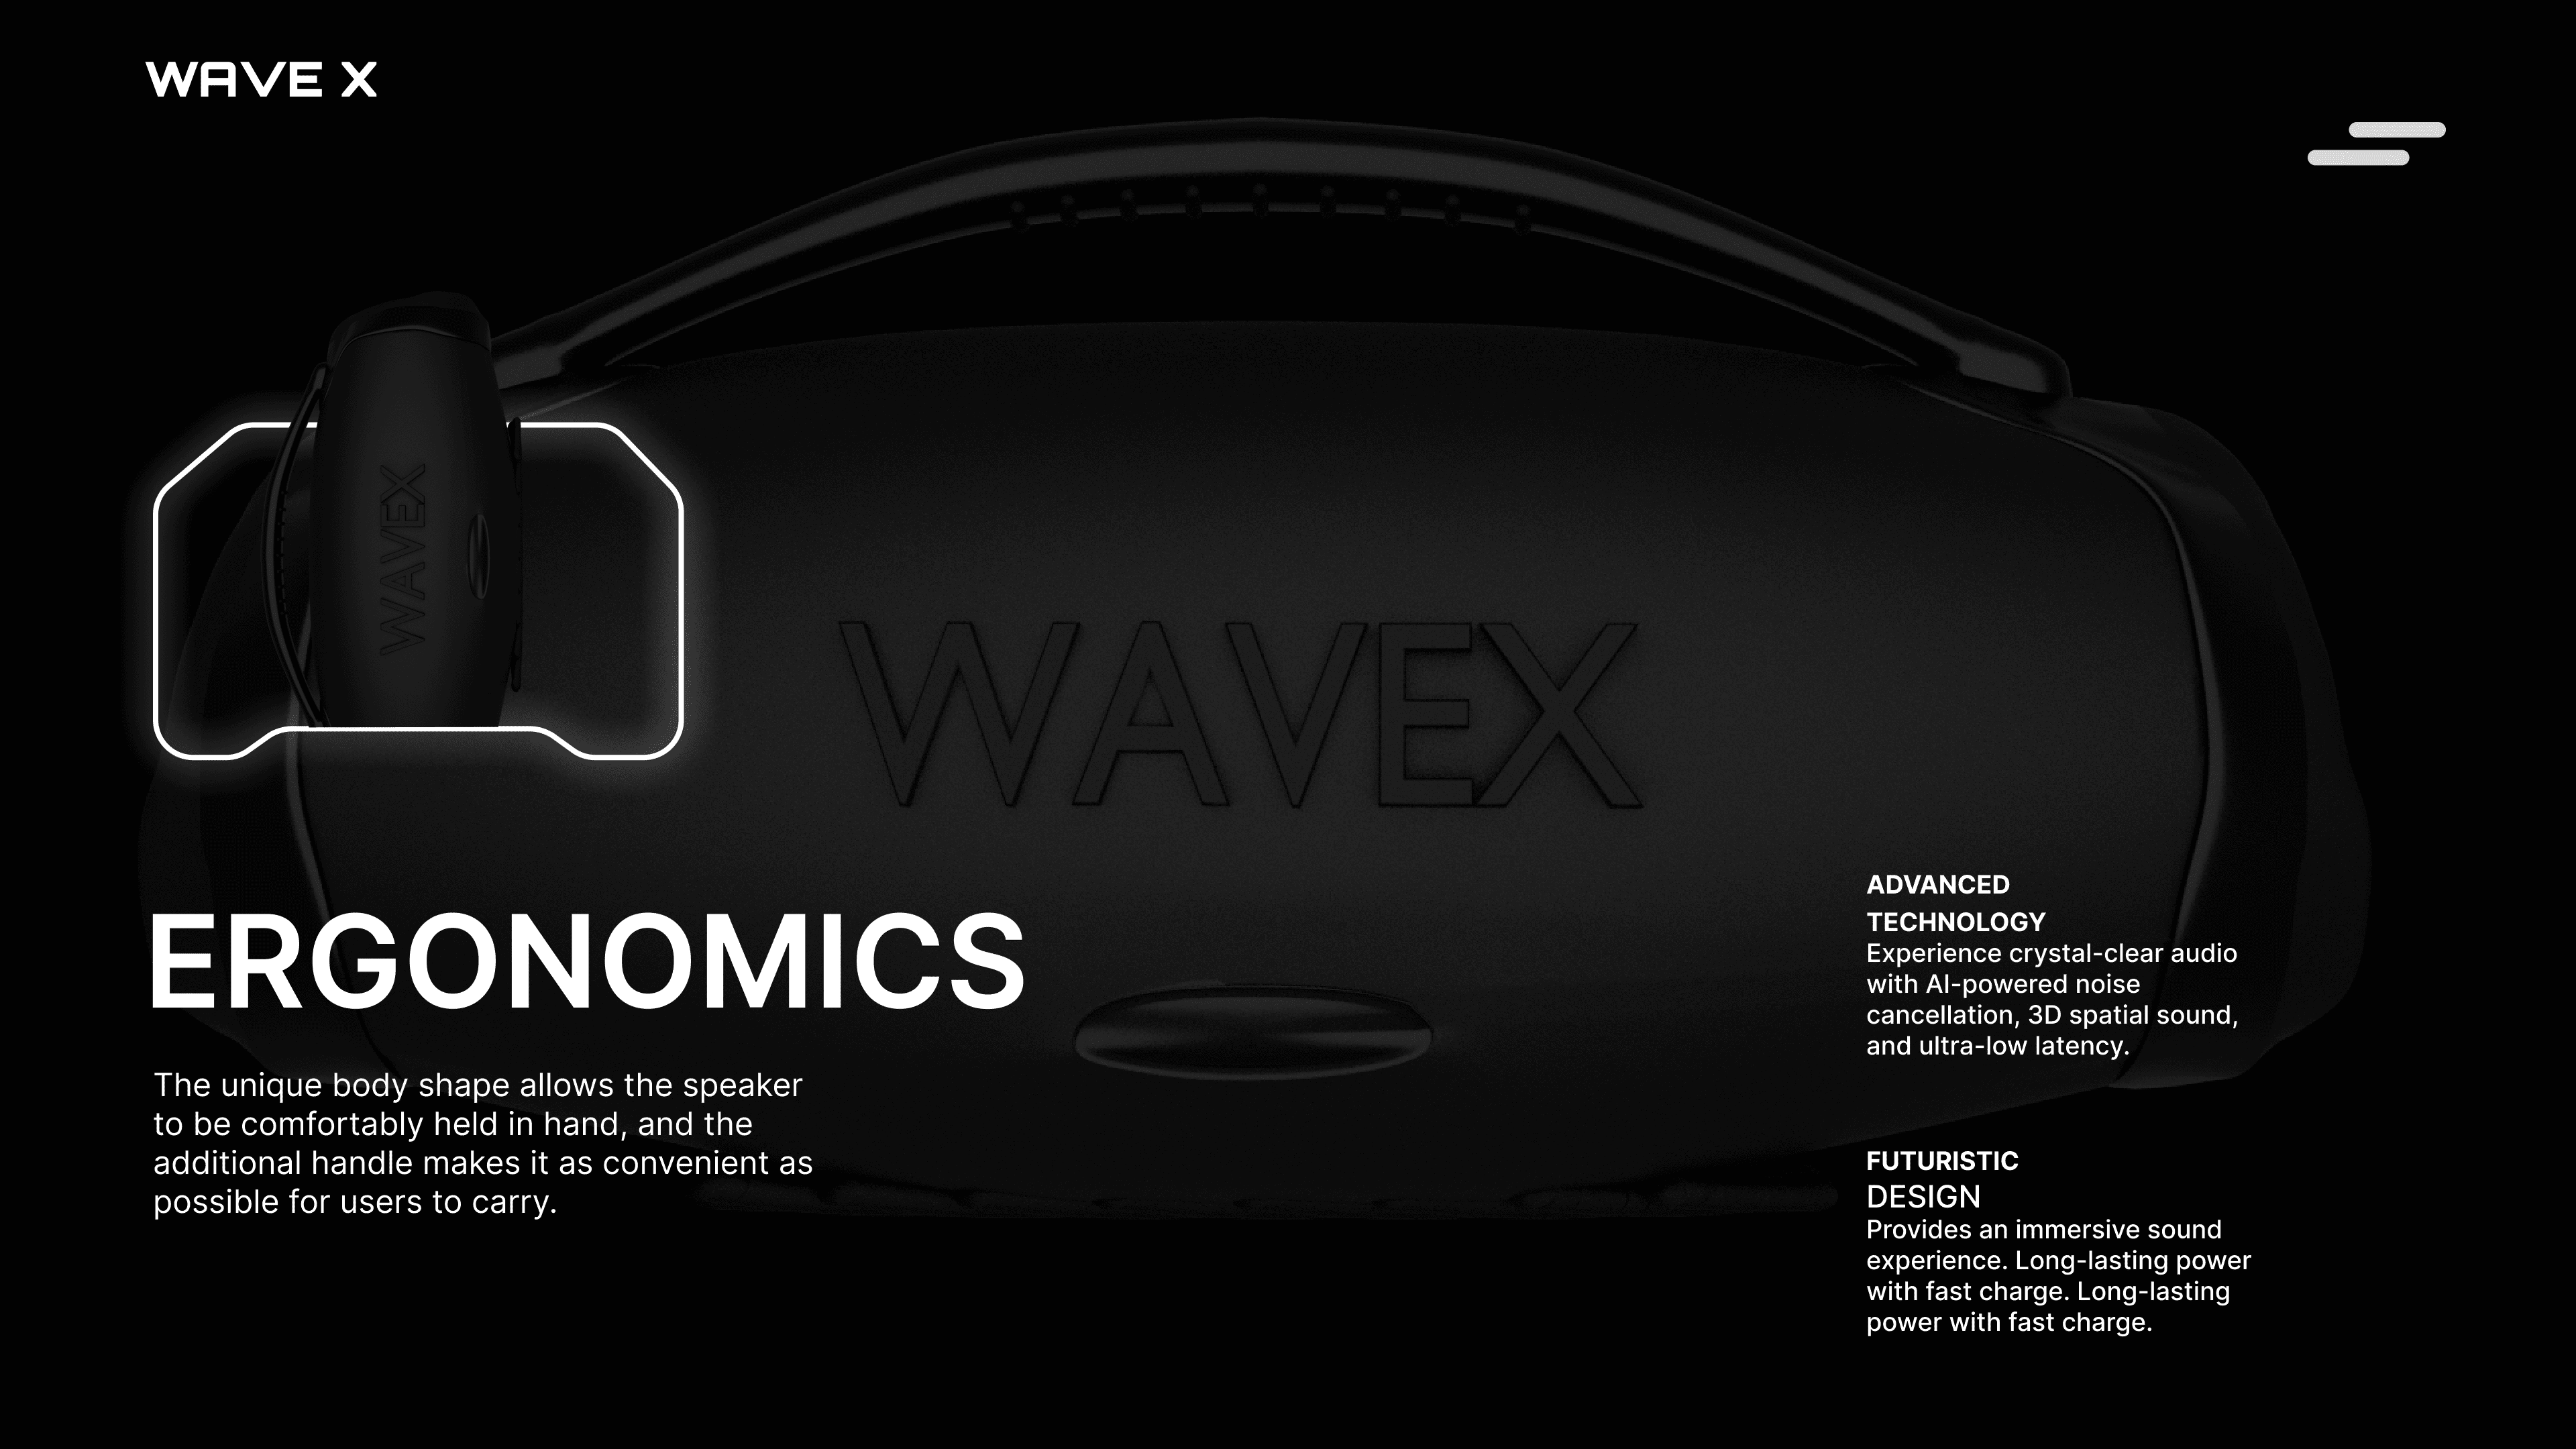 WAVE X
WAVEX
WAVEX
ERGONOMICS
The unique body shape allows the speaker
to be comfortably held in hand, and the
additional handle makes it as convenient as
possible for users to carry.
ADVANCED
TECHNOLOGY
Experience crystal-clear audio
with AI-powered noise
cancellation, 3D spatial sound,
and ultra-low latency.
FUTURISTIC
DESIGN
Provides an immersive sound
experience. Long-lasting power
with fast charge. Long-lasting
power with fast charge.